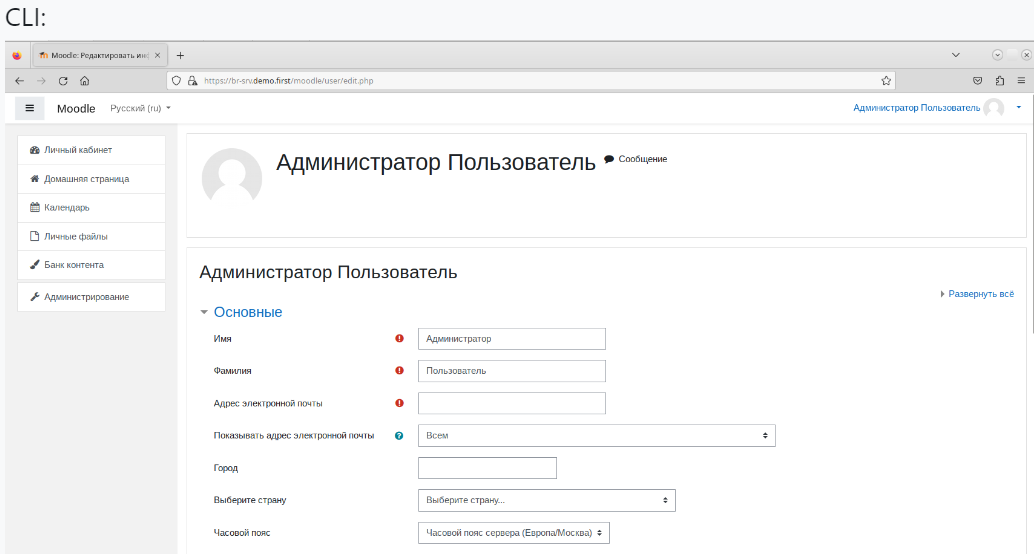 CLI:
Moodle: Редактировать инф
https://br-srv.demo.first/moodle/user/edit.php
Moodle Русский (ru) Администратор Пользователь
Личный кабинет
Домашняя страница
Календарь
Личные файлы
Банк контента
Администрирование
Администратор Пользователь Сообщение
Администратор Пользователь
Развернуть всё
Основные
Имя Администратор
Фамилия Пользователь
Адрес электронной почты
Показывать адрес электронной почты Всем
Город
Выберите страну Выберите страну...
Часовой пояс Часовой пояс сервера (Европа/Москва)